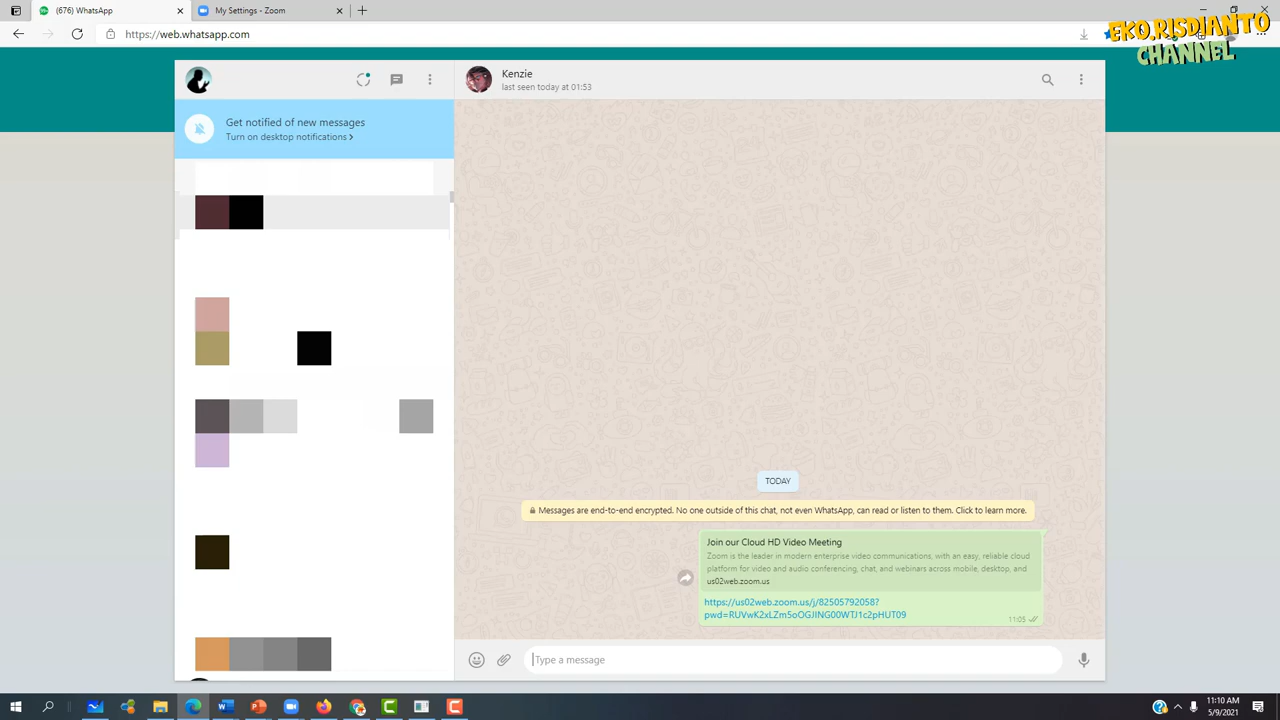 (676) WhatsApp
My Settings - Zoom
https://web.whatsapp.com
EKO.RISDIANTO
CHANNEL
Kenzie
last seen today at 01:53
Get notified of new messages
Turn on desktop notifications >
TODAY
Messages are end-to-end encrypted. No one outside of this chat, not even WhatsApp, can read or listen to them. Click to learn more.
Join our Cloud HD Video Meeting
Zoom is the leader in modern enterprise video communications, with an easy, reliable cloud
platform for video and audio conferencing, chat, and webinars across mobile, desktop, and
us02web.zoom.us
https://us02web.zoom.us/j/82505792058?
pwd=RUVwK2xLZm5oOGJING00WTJ1c2pHUT09
11:05
Type a message
11:10 AM
5/9/2021